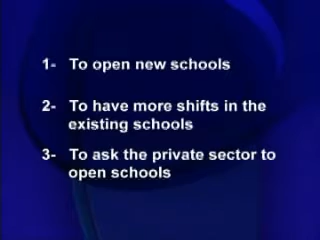 1- To open new schools
2- To have more shifts in the
existing schools
3- To ask the private sector to
open schools